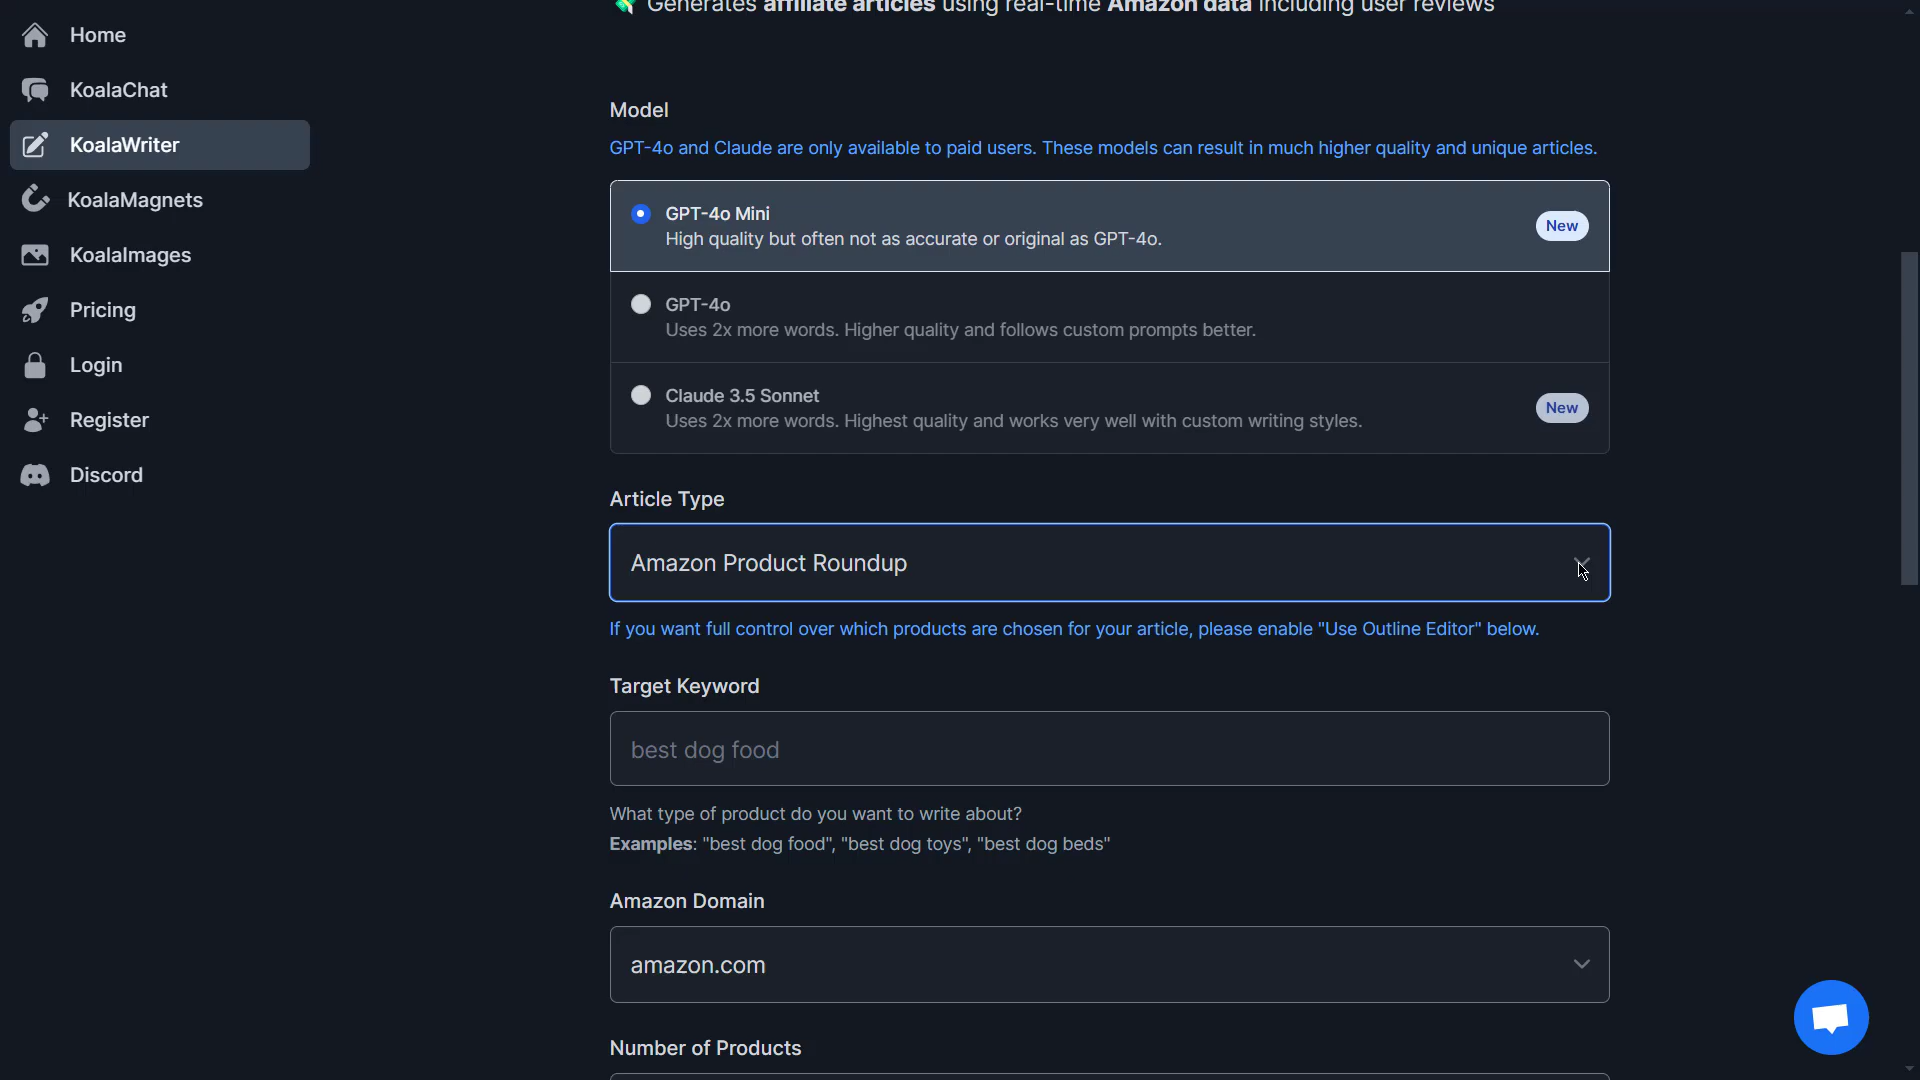 Generates affiliate articles using real-time Amazon data including user reviews
Home
KoalaChat
KoalaWriter
KoalaMagnets
KoalaImages
Pricing
Login
Register
Discord
Model
GPT-4o and Claude are only available to paid users. These models can result in much higher quality and unique articles.
GPT-4o Mini
High quality but often not as accurate or original as GPT-4o.
New
GPT-4o
Uses 2x more words. Higher quality and follows custom prompts better.
Claude 3.5 Sonnet
Uses 2x more words. Highest quality and works very well with custom writing styles.
New
Article Type
Amazon Product Roundup
If you want full control over which products are chosen for your article, please enable "Use Outline Editor" below.
Target Keyword
best dog food
What type of product do you want to write about?
Examples: "best dog food", "best dog toys", "best dog beds"
Amazon Domain
amazon.com
Number of Products